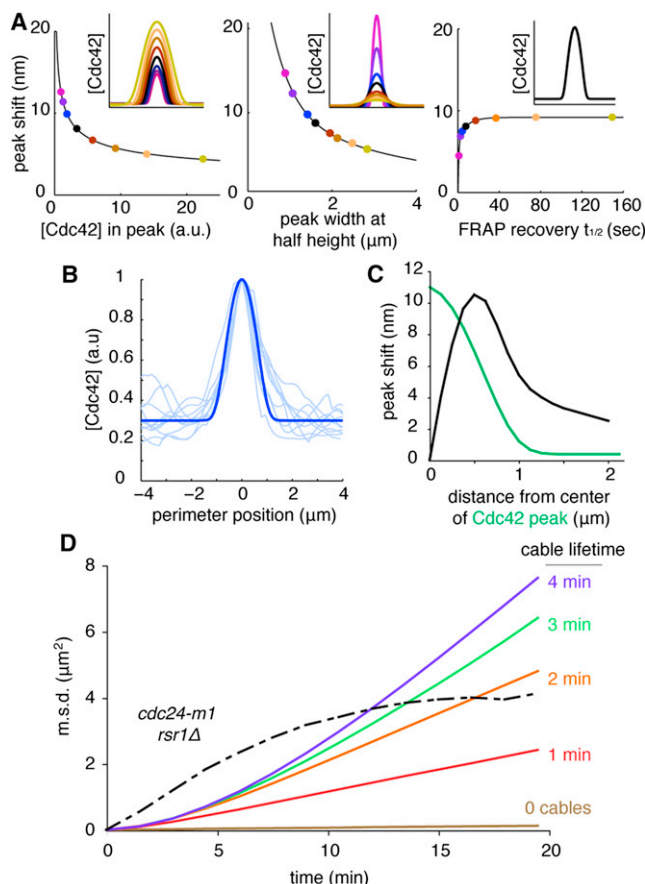 A
peak shift (nm)
20
10
0
0
10
20
[Cdc42] in peak (a.u.)
[Cdc42]
20
10
0
0
2
4
peak width at
half height (μm)
[Cdc42]
20
10
0
0
40
80
120
160
FRAP recovery t1/2 (sec)
[Cdc42]
B
[Cdc42] (a.u)
1
0.8
0.6
0.4
0.2
0
−4
−2
0
2
4
perimeter position (μm)
C
peak shift (nm)
12
10
8
6
4
2
0
0
1
2
distance from center
of Cdc42 peak (μm)
D
m.s.d. (μm²)
8
6
4
2
0
0
5
10
15
20
time (min)
cdc24-m1
rsr1Δ
cable lifetime
4 min
3 min
2 min
1 min
0 cables